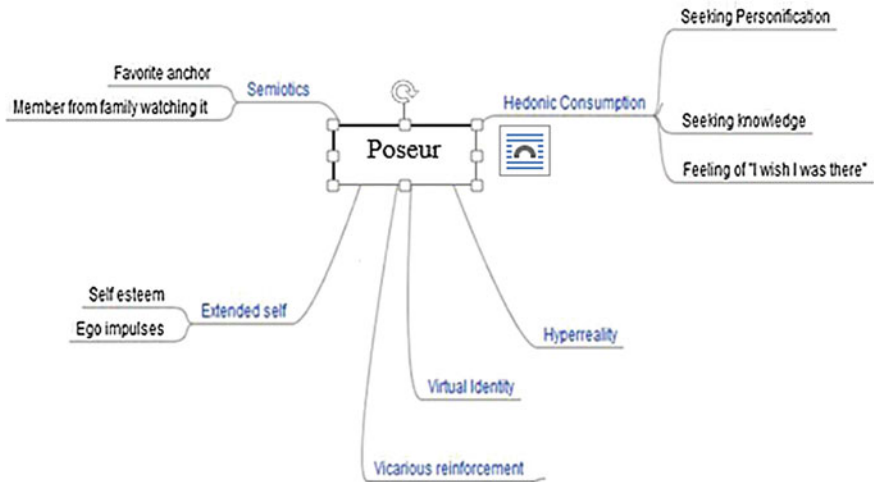 Seeking Personification
Favorite anchor
Semiotics
Hedonic Consumption
Member from family watching it
Seeking knowledge
Poseur
Feeling of "I wish I was there"
Self esteem
Extended self
Ego impulses
Hyperreality
Virtual Identity
Vicarious reinforcement